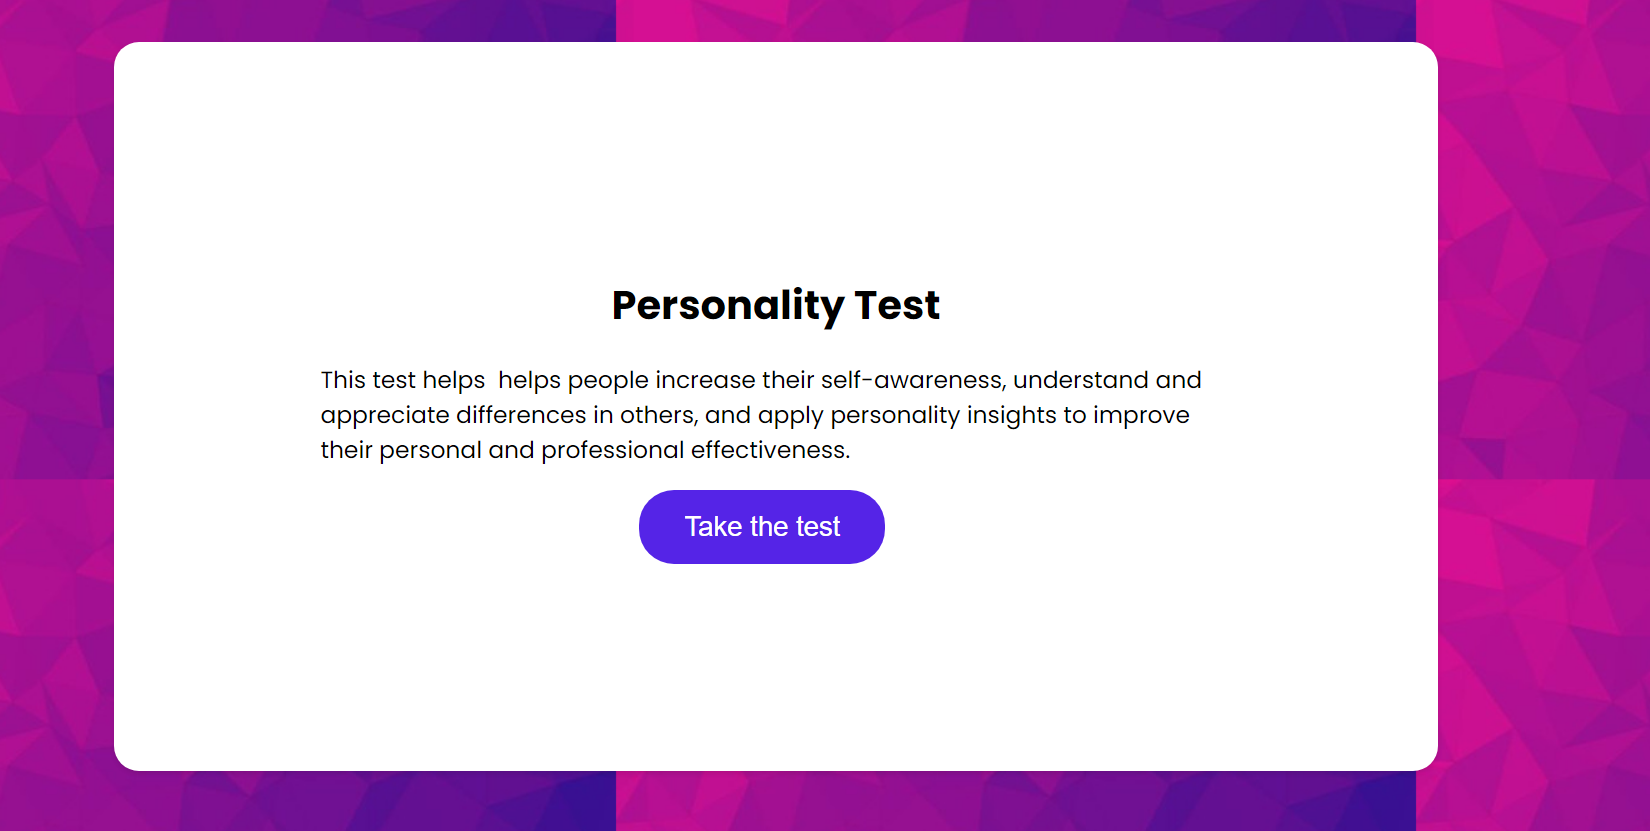 Personality Test
This test helps  helps people increase their self-awareness, understand and
appreciate differences in others, and apply personality insights to improve
their personal and professional effectiveness.
Take the test